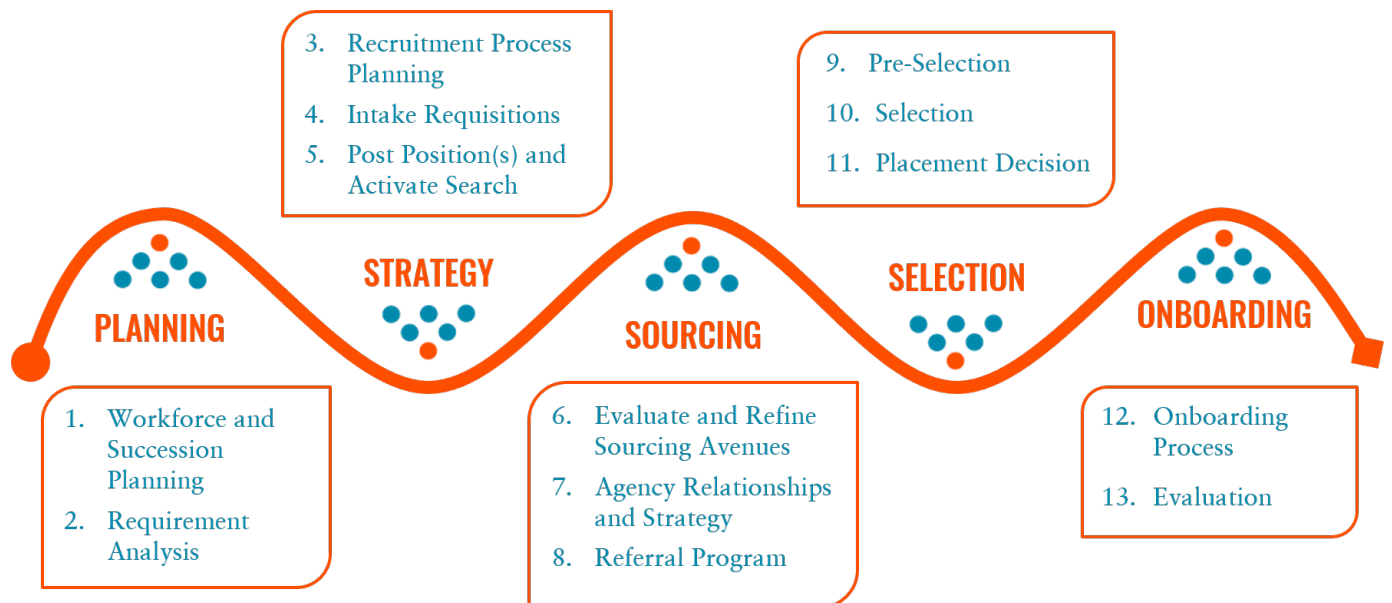 PLANNING
1. Workforce and
Succession
Planning
2. Requirement
Analysis
3. Recruitment Process
Planning
4. Intake Requisitions
5. Post Position(s) and
Activate Search
STRATEGY
SOURCING
6. Evaluate and Refine
Sourcing Avenues
7. Agency Relationships
and Strategy
8. Referral Program
9. Pre-Selection
10. Selection
11. Placement Decision
SELECTION
ONBOARDING
12. Onboarding
Process
13. Evaluation